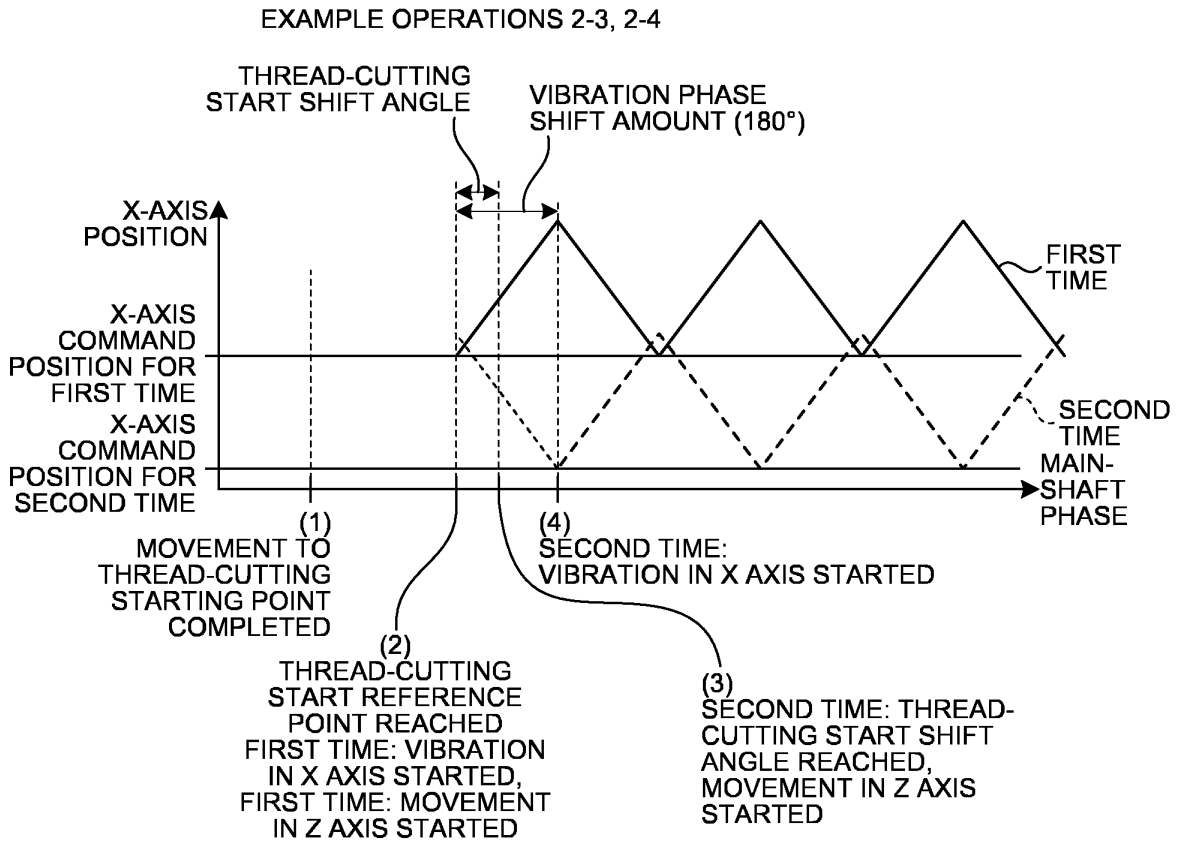 EXAMPLE OPERATIONS 2-3, 2-4
THREAD-CUTTING
START SHIFT ANGLE
VIBRATION PHASE
SHIFT AMOUNT (180°)
X-AXIS
POSITION
FIRST
TIME
X-AXIS
COMMAND
POSITION FOR
FIRST TIME
X-AXIS
COMMAND
POSITION FOR
SECOND TIME
SECOND
TIME
MAIN-
SHAFT
PHASE
(1)
MOVEMENT TO
THREAD-CUTTING
STARTING POINT
COMPLETED
(4)
SECOND TIME:
VIBRATION IN X AXIS STARTED
(2)
THREAD-CUTTING
START REFERENCE
POINT REACHED
FIRST TIME: VIBRATION
IN X AXIS STARTED,
FIRST TIME: MOVEMENT
IN Z AXIS STARTED
(3)
SECOND TIME: THREAD-
CUTTING START SHIFT
ANGLE REACHED,
MOVEMENT IN Z AXIS
STARTED